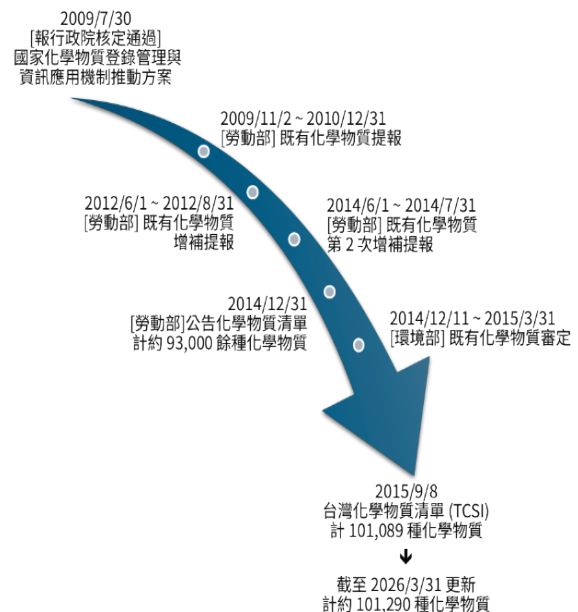 2009/7/30
[報行政院核定通過]
國家化學物質登錄管理與
資訊應用機制推動方案
2009/11/2 ~ 2010/12/31
[勞動部] 既有化學物質提報
2012/6/1 ~ 2012/8/31
[勞動部] 既有化學物質
增補提報
2014/6/1 ~ 2014/7/31
[勞動部] 既有化學物質
第 2 次增補提報
2014/12/31
[勞動部]公告化學物質清單
計約 93,000 餘種化學物質
2014/12/11 ~ 2015/3/31
[環境部] 既有化學物質審定
2015/9/8
台灣化學物質清單 (TCSI)
計 101,089 種化學物質
截至 2026/3/31 更新
計約 101,290 種化學物質